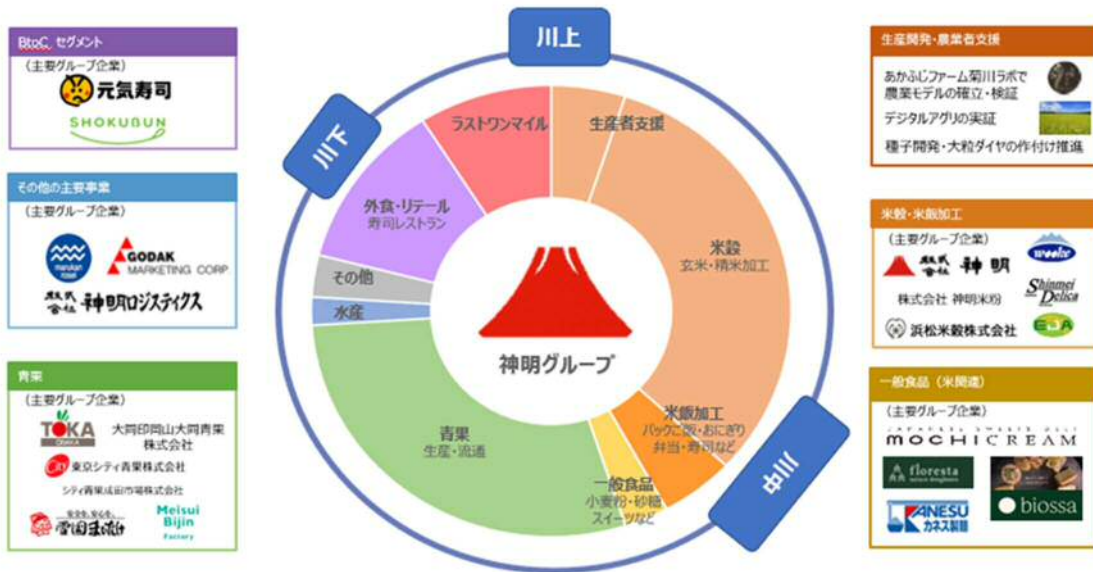 BtoC セグメント
(主要グループ企業)
元気寿司
SHOKUBUN
その他の主要事業
(主要グループ企業)
marukan
GODAK
MARKETING CORP
株式会社 神明ロジスティクス
青果
(主要グループ企業)
TOKA
OSAKA
大同印岡山大同青果
株式会社
City 東京シティ青果株式会社
シティ青果成田市場株式会社
安全を、安心を。
雪国まいたけ
Meisui
Bijin
Factory
川上
川下
川中
ラストワンマイル
生産者支援
外食・リテール
寿司レストラン
米穀
玄米・精米加工
その他
水産
神明グループ
青果
生産・流通
米飯加工
パックご飯・おにぎり
弁当・寿司など
一般食品
小麦粉・砂糖
スイーツなど
生産開発・農業者支援
あかふじファーム菊川ラボで
農業モデルの確立・検証
デジタルアグリの実証
種子開発・大粒ダイヤの作付け推進
米穀・米飯加工
(主要グループ企業)
株式会社 神明
woolx
株式会社 神明米粉
Shinmei
Delica
浜松米穀株式会社
EJA
一般食品（米関連）
(主要グループ企業)
JAPANESE SWEETS DELI
MOCHICREAM
floresta
nature doughnuts
biossa
KANESU
カネス製麺